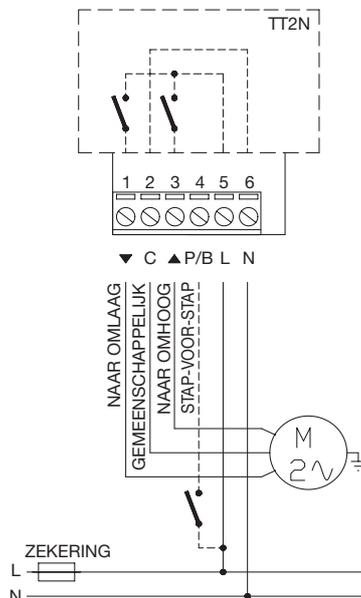 TT2N
1 2 3 4 5 6
▼ C ▲ P/B L N
NAAR OMLAAG
GEMEENSCHAPPELIJK
NAAR OMHOOG
STAP-VOOR-STAP
M
2∿
ZEKERING
L
N